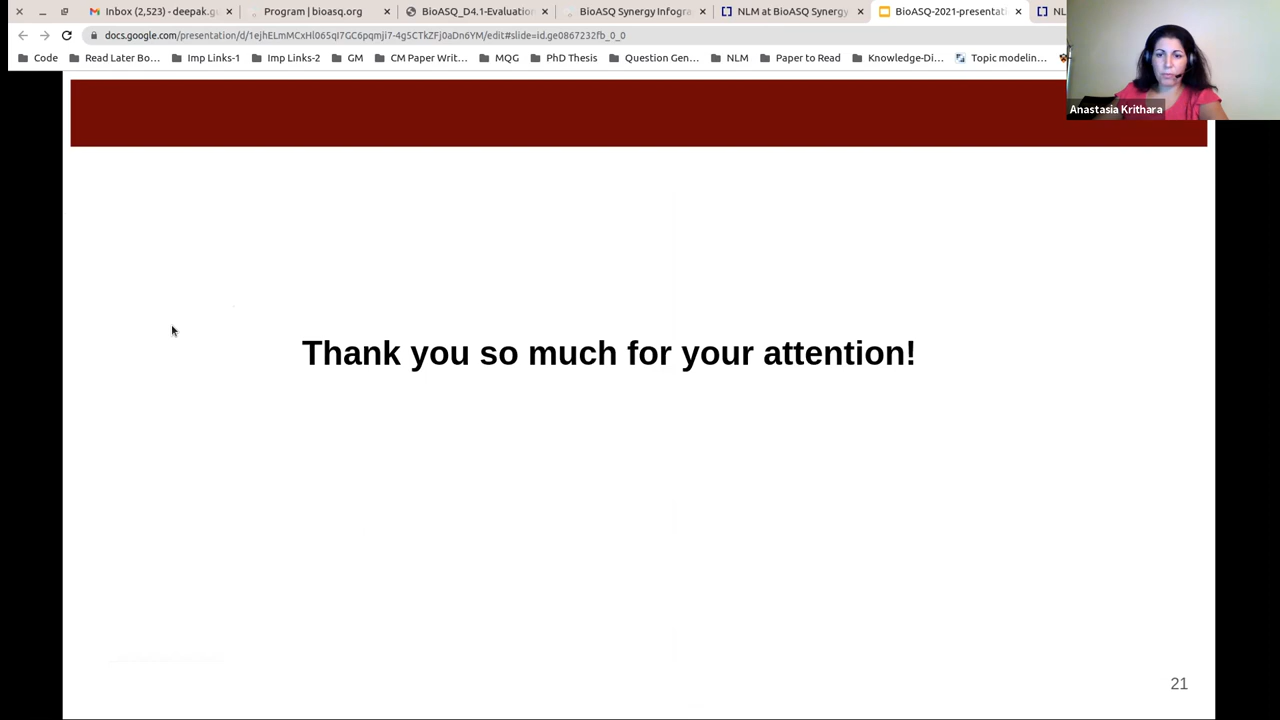 Inbox (2,523) - deepak.gu
Program | bioasq.org
BioASQ_D4.1-Evaluation
BioASQ Synergy Infogra
NLM at BioASQ Synergy
BioASQ-2021-presentati
NL
docs.google.com/presentation/d/1ejhELmMCxHl065qI7GC6pqmji7-4g5CTkZFj0aDn6YM/edit#slide=id.ge0867232fb_0_0
Code
Read Later Bo...
Imp Links-1
Imp Links-2
GM
CM Paper Writ...
MQG
PhD Thesis
Question Gen...
NLM
Paper to Read
Knowledge-Di...
Topic modelin...
Anastasia Krithara
Thank you so much for your attention!
21